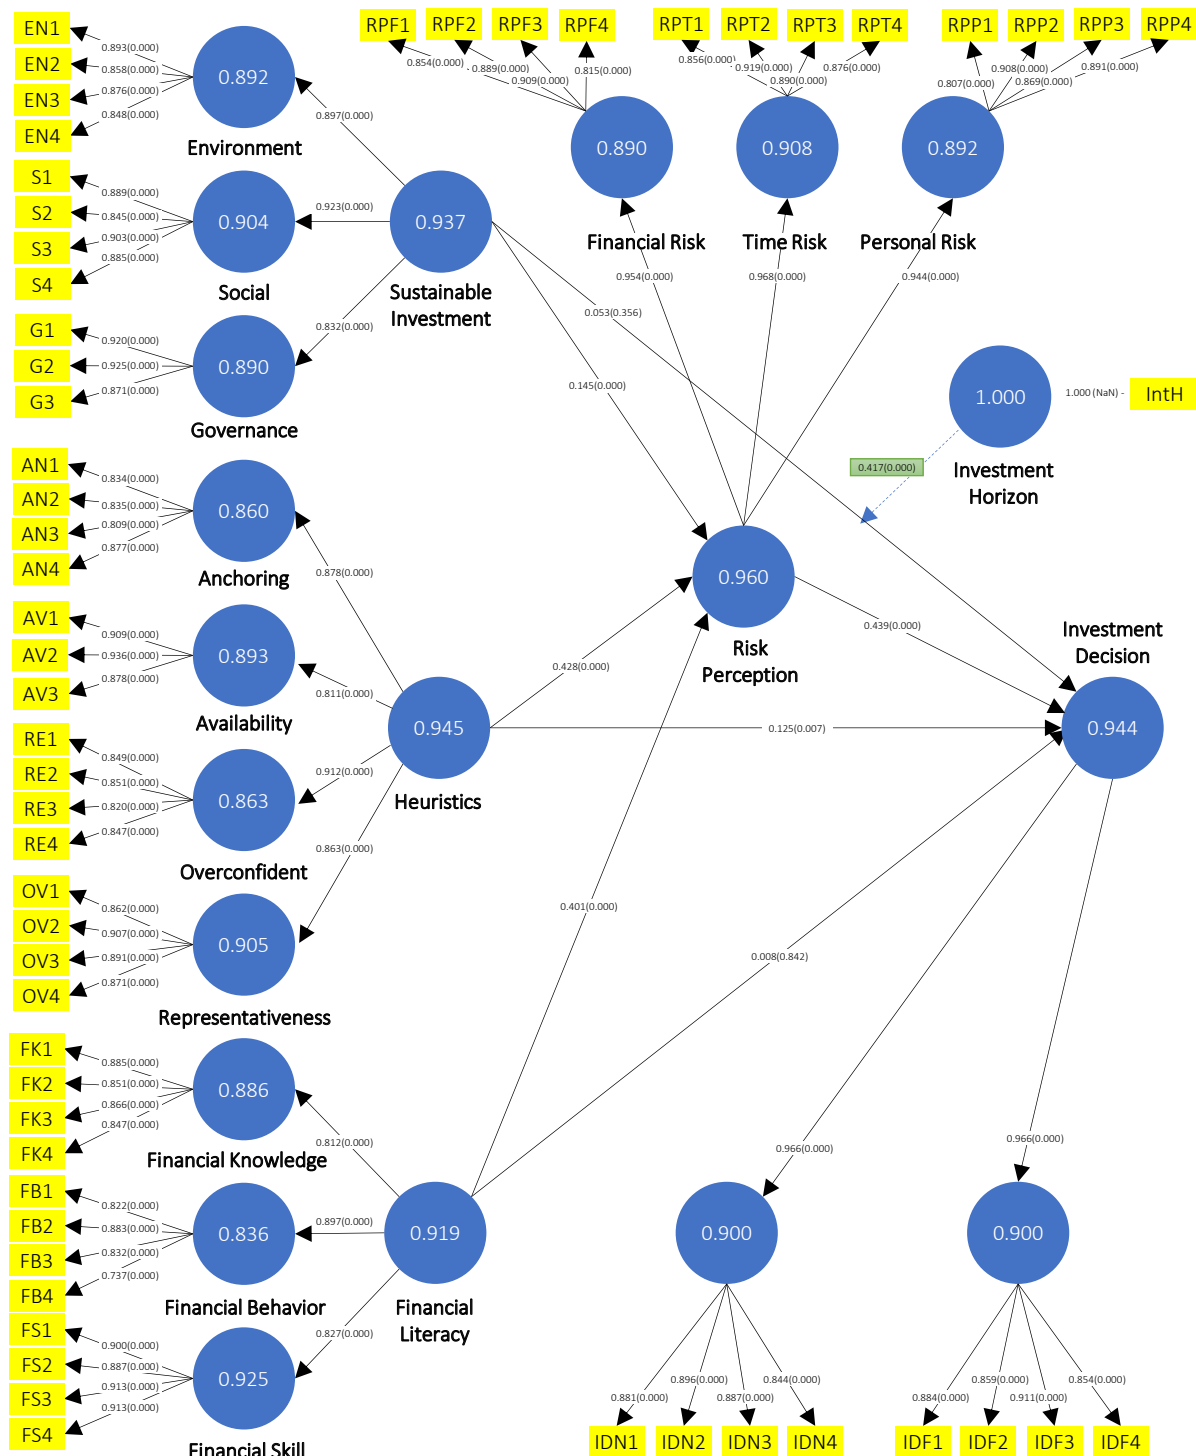 EN1
EN2
EN3
EN4
0.893(0.000)
0.858(0.000)
0.876(0.000)
0.848(0.000)
0.892
Environment
0.897(0.000)
S1
S2
S3
S4
0.889(0.000)
0.845(0.000)
0.903(0.000)
0.885(0.000)
0.904
Social
0.923(0.000)
0.937
Sustainable
Investment
G1
G2
G3
0.920(0.000)
0.925(0.000)
0.871(0.000)
0.890
Governance
0.832(0.000)
RPF1
RPF2
RPF3
RPF4
0.854(0.000)
0.889(0.000)
0.909(0.000)
0.815(0.000)
0.890
Financial Risk
0.954(0.000)
RPT1
RPT2
RPT3
RPT4
0.856(0.000)
0.919(0.000)
0.890(0.000)
0.876(0.000)
0.908
Time Risk
0.968(0.000)
RPP1
RPP2
RPP3
RPP4
0.807(0.000)
0.908(0.000)
0.869(0.000)
0.891(0.000)
0.892
Personal Risk
0.944(0.000)
0.053(0.356)
0.145(0.000)
1.000
1.000 (NaN) -
IntH
Investment
Horizon
0.417(0.000)
AN1
AN2
AN3
AN4
0.834(0.000)
0.835(0.000)
0.809(0.000)
0.877(0.000)
0.860
Anchoring
0.878(0.000)
AV1
AV2
AV3
0.909(0.000)
0.936(0.000)
0.878(0.000)
0.893
Availability
0.811(0.000)
0.945
Heuristics
RE1
RE2
RE3
RE4
0.849(0.000)
0.851(0.000)
0.820(0.000)
0.847(0.000)
0.863
Overconfident
0.912(0.000)
OV1
OV2
OV3
OV4
0.862(0.000)
0.907(0.000)
0.891(0.000)
0.871(0.000)
0.905
Representativeness
0.863(0.000)
0.960
Risk
Perception
0.428(0.000)
0.439(0.000)
0.125(0.007)
0.401(0.000)
0.008(0.842)
Investment
Decision
0.944
FK1
FK2
FK3
FK4
0.885(0.000)
0.851(0.000)
0.866(0.000)
0.847(0.000)
0.886
Financial Knowledge
0.812(0.000)
FB1
FB2
FB3
FB4
0.822(0.000)
0.883(0.000)
0.832(0.000)
0.737(0.000)
0.836
Financial Behavior
0.897(0.000)
0.919
Financial
Literacy
FS1
FS2
FS3
FS4
0.900(0.000)
0.887(0.000)
0.913(0.000)
0.913(0.000)
0.925
Financial Skill
0.827(0.000)
0.966(0.000)
0.966(0.000)
0.900
0.881(0.000)
0.896(0.000)
0.887(0.000)
0.844(0.000)
IDN1
IDN2
IDN3
IDN4
0.900
0.884(0.000)
0.859(0.000)
0.911(0.000)
0.854(0.000)
IDF1
IDF2
IDF3
IDF4